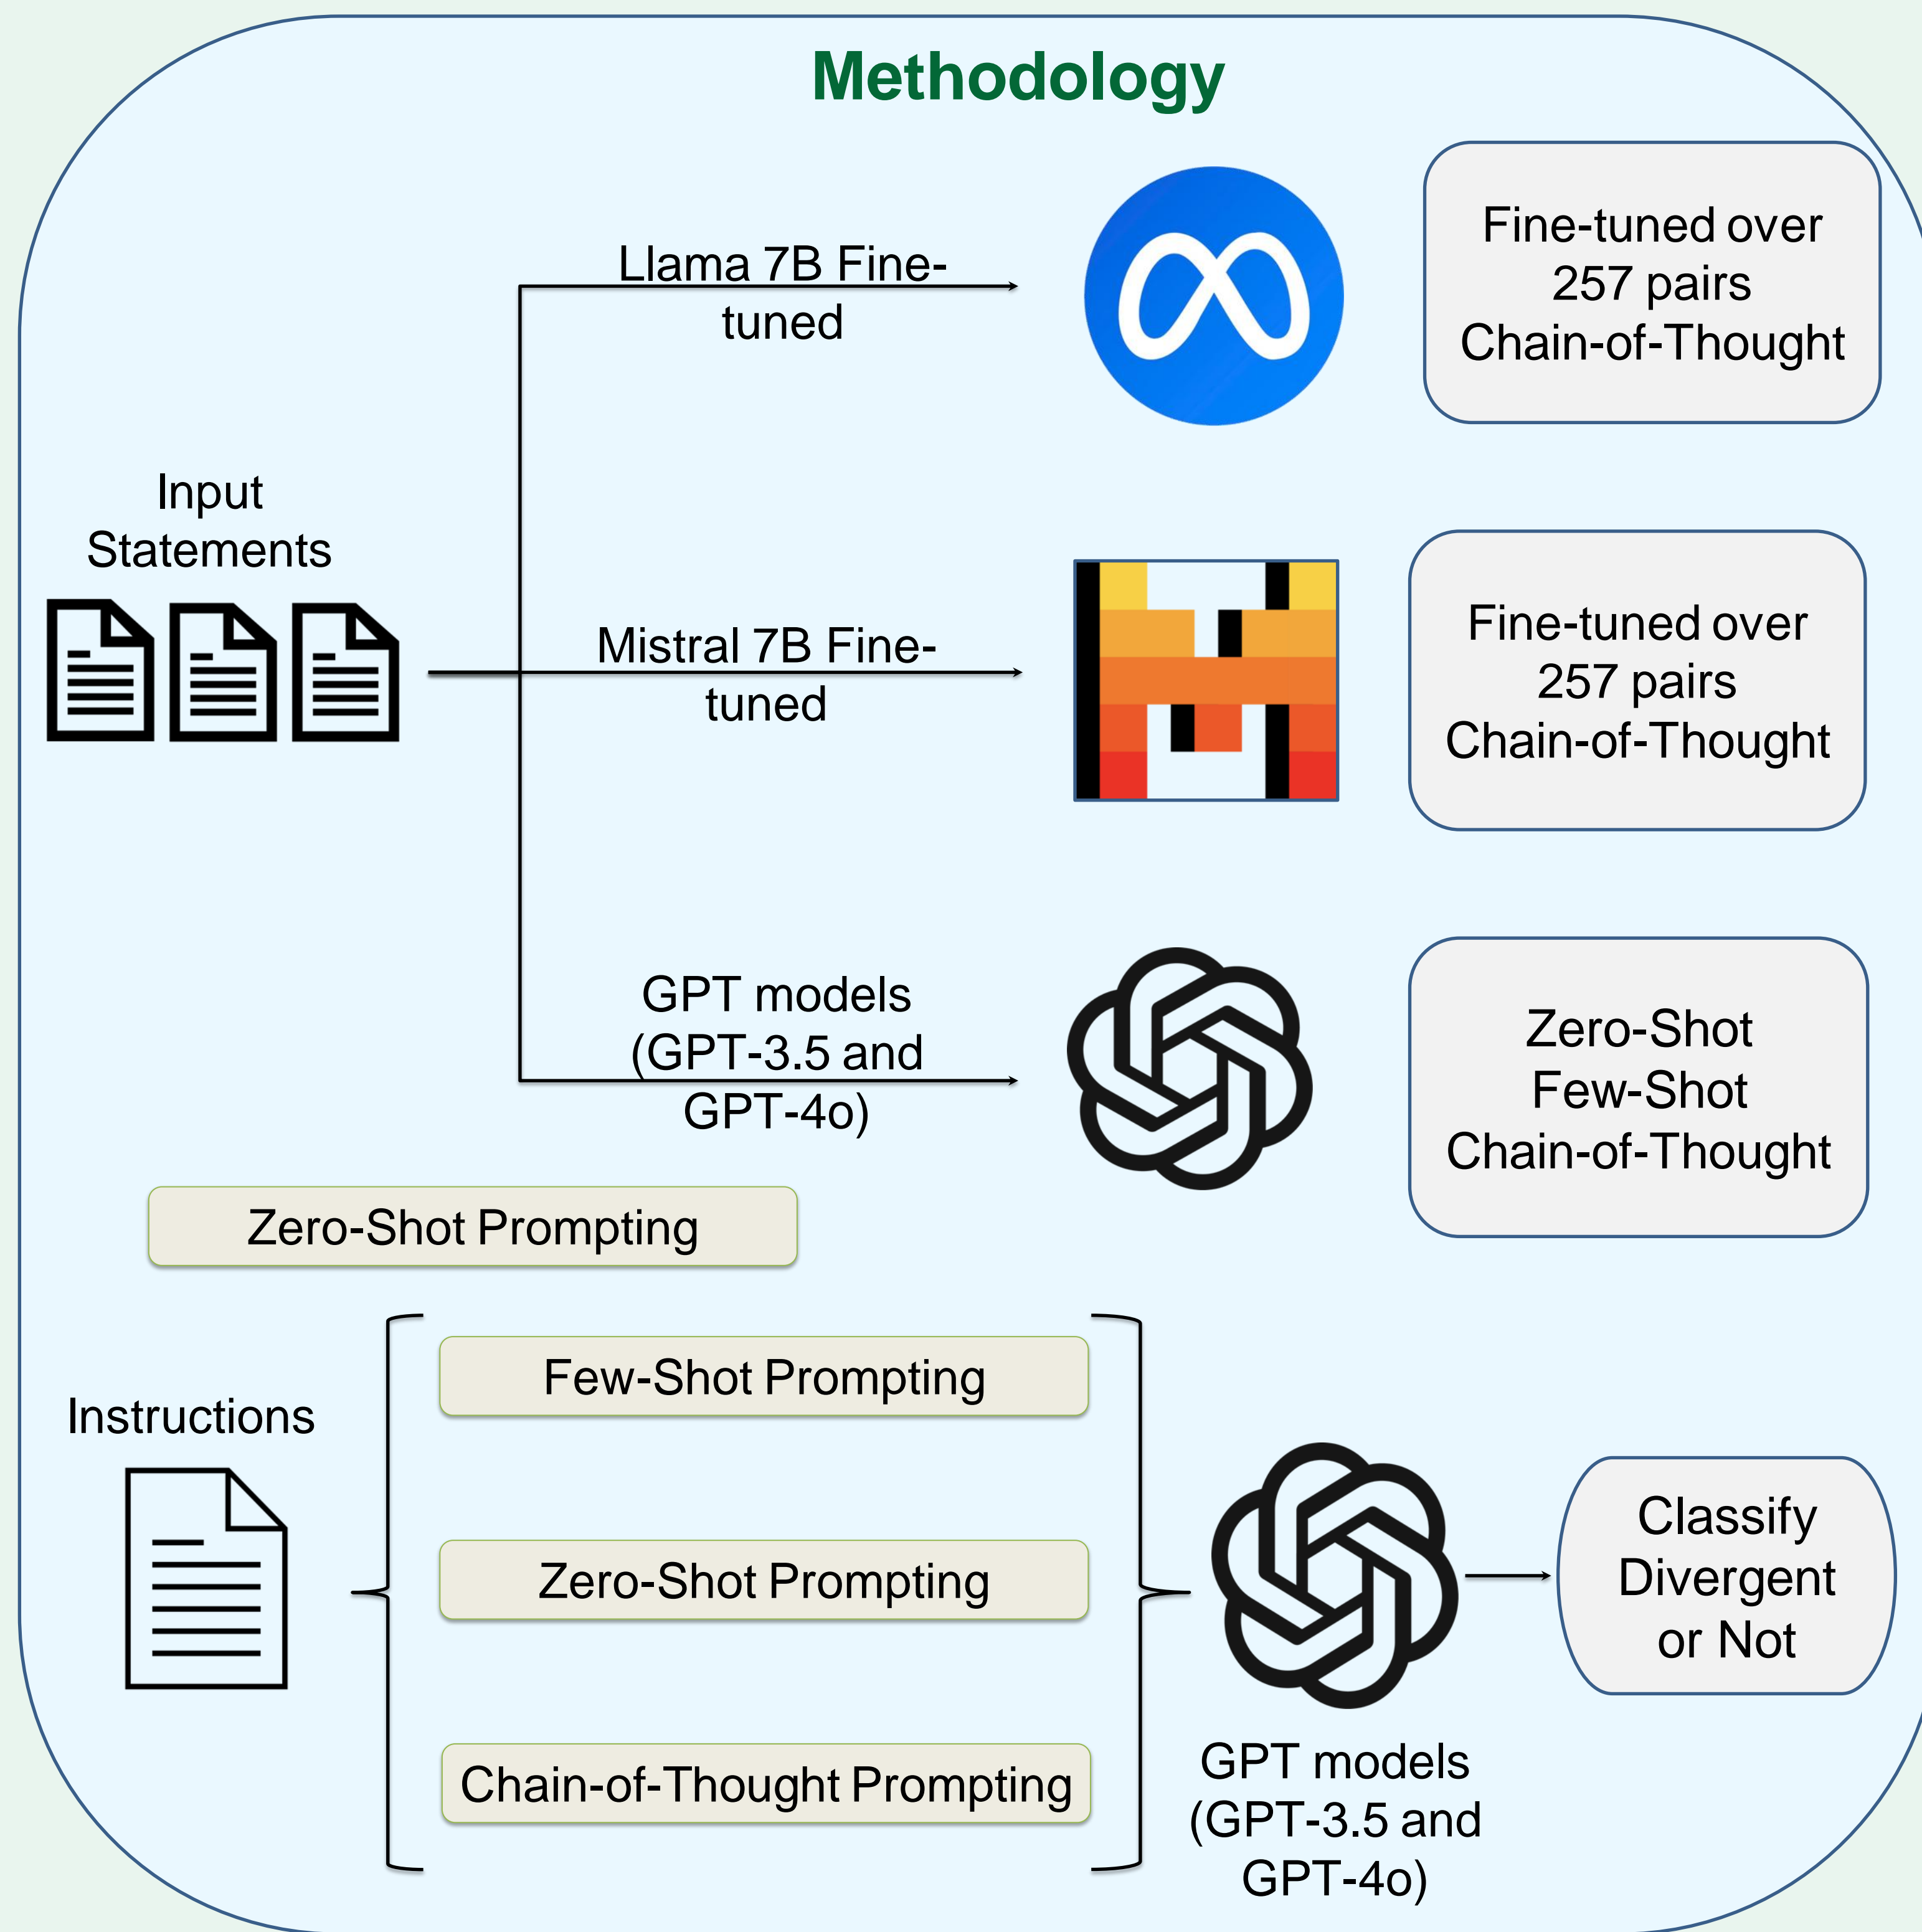 Methodology
Llama 7B Fine-
tuned
Fine-tuned over
257 pairs
Chain-of-Thought
Input
Statements
Mistral 7B Fine-
tuned
Fine-tuned over
257 pairs
Chain-of-Thought
GPT models
(GPT-3.5 and
GPT-4o)
Zero-Shot
Few-Shot
Chain-of-Thought
Zero-Shot Prompting
Instructions
Few-Shot Prompting
Zero-Shot Prompting
Chain-of-Thought Prompting
GPT models
(GPT-3.5 and
GPT-4o)
Classify
Divergent
or Not